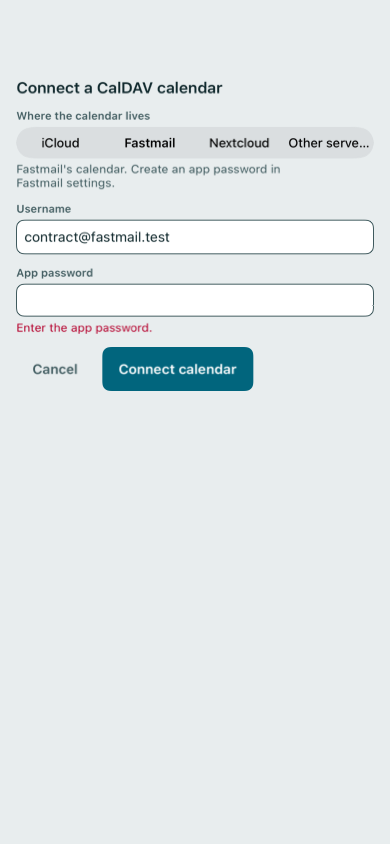 Connect a CalDAV calendar
Where the calendar lives
iCloud Fastmail Nextcloud Other serve...
Fastmail's calendar. Create an app password in
Fastmail settings.
Username
contract@fastmail.test
App password
Enter the app password.
Cancel Connect calendar